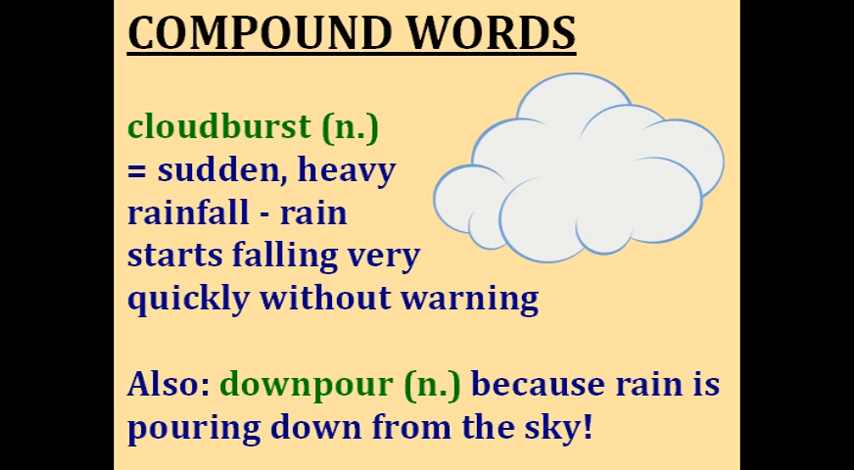 COMPOUND WORDS
cloudburst (n.)
= sudden, heavy
rainfall - rain
starts falling very
quickly without warning
Also: downpour (n.) because rain is
pouring down from the sky!